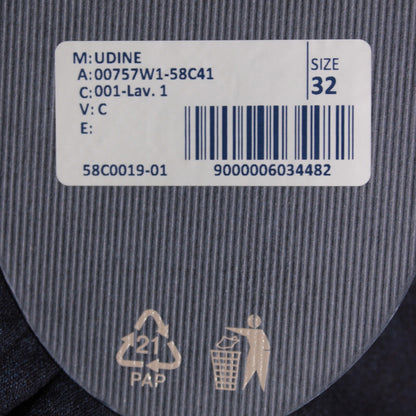 M: UDINE
A: 00757W1-58C41
C: 001-Lav. 1
V: C
E:
SIZE
32
58C0019-01
9000006034482
21
PAP